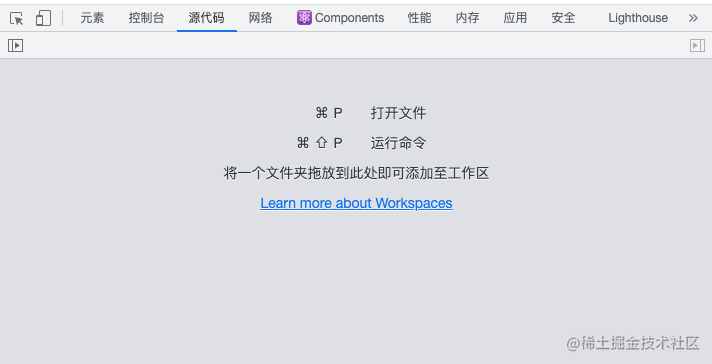 元素 控制台 源代码 网络 Components 性能 内存 应用 安全 Lighthouse »
⌘ P 打开文件
⌘ ⇧ P 运行命令
将一个文件夹拖放到此处即可添加至工作区
Learn more about Workspaces
@稀土掘金技术社区